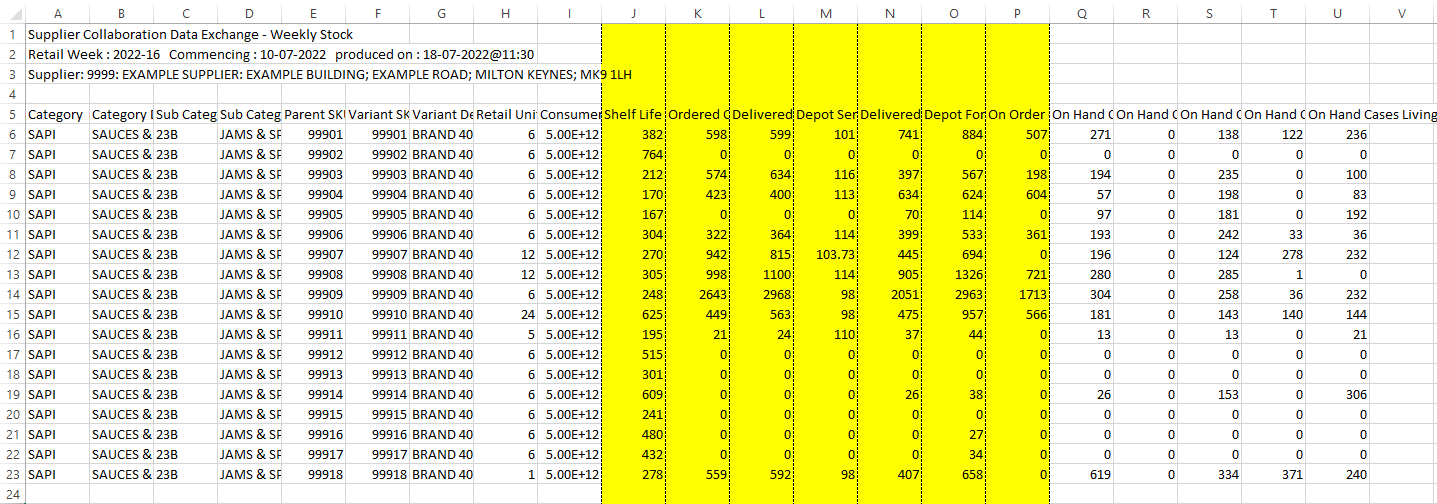 A B C D E F G H I J K L M N O P Q R S T U V
1 Supplier Collaboration Data Exchange - Weekly Stock
2 Retail Week : 2022-16 Commencing : 10-07-2022 produced on : 18-07-2022@11:30
3 Supplier: 9999: EXAMPLE SUPPLIER: EXAMPLE BUILDING; EXAMPLE ROAD; MILTON KEYNES; MK9 1LH
4
5 Category Category Sub Categ Sub Categ Parent SK Variant SK Variant De Retail Uni Consumer Shelf Life Ordered Delivered Depot Ser Delivered Depot For On Order On Hand C On Hand C On Hand C On Hand C On Hand Cases Living
6 SAPI SAUCES & 23B JAMS & SP 99901 99901 BRAND 40 6 5.00E+12 382 598 599 101 741 884 507 271 0 138 122 236
7 SAPI SAUCES & 23B JAMS & SP 99902 99902 BRAND 40 6 5.00E+12 764 0 0 0 0 0 0 0 0 0 0 0
8 SAPI SAUCES & 23B JAMS & SP 99903 99903 BRAND 40 6 5.00E+12 212 574 634 116 397 567 198 194 0 235 0 100
9 SAPI SAUCES & 23B JAMS & SP 99904 99904 BRAND 40 6 5.00E+12 170 423 400 113 634 624 604 57 0 198 0 83
10 SAPI SAUCES & 23B JAMS & SP 99905 99905 BRAND 40 6 5.00E+12 167 0 0 0 70 114 0 97 0 181 0 192
11 SAPI SAUCES & 23B JAMS & SP 99906 99906 BRAND 40 6 5.00E+12 304 322 364 114 399 533 361 193 0 242 33 36
12 SAPI SAUCES & 23B JAMS & SP 99907 99907 BRAND 40 12 5.00E+12 270 942 815 103.73 445 694 0 196 0 124 278 232
13 SAPI SAUCES & 23B JAMS & SP 99908 99908 BRAND 40 12 5.00E+12 305 998 1100 114 905 1326 721 280 0 285 1 0
14 SAPI SAUCES & 23B JAMS & SP 99909 99909 BRAND 40 6 5.00E+12 248 2643 2968 98 2051 2963 1713 304 0 258 36 232
15 SAPI SAUCES & 23B JAMS & SP 99910 99910 BRAND 40 24 5.00E+12 625 449 563 98 475 957 566 181 0 143 140 144
16 SAPI SAUCES & 23B JAMS & SP 99911 99911 BRAND 40 5 5.00E+12 195 21 24 110 37 44 0 13 0 13 0 21
17 SAPI SAUCES & 23B JAMS & SP 99912 99912 BRAND 40 6 5.00E+12 515 0 0 0 0 0 0 0 0 0 0 0
18 SAPI SAUCES & 23B JAMS & SP 99913 99913 BRAND 40 6 5.00E+12 301 0 0 0 0 0 0 0 0 0 0 0
19 SAPI SAUCES & 23B JAMS & SP 99914 99914 BRAND 40 6 5.00E+12 609 0 0 0 26 38 0 26 0 153 0 306
20 SAPI SAUCES & 23B JAMS & SP 99915 99915 BRAND 40 6 5.00E+12 241 0 0 0 0 0 0 0 0 0 0 0
21 SAPI SAUCES & 23B JAMS & SP 99916 99916 BRAND 40 6 5.00E+12 480 0 0 0 0 27 0 0 0 0 0 0
22 SAPI SAUCES & 23B JAMS & SP 99917 99917 BRAND 40 6 5.00E+12 432 0 0 0 0 34 0 0 0 0 0 0
23 SAPI SAUCES & 23B JAMS & SP 99918 99918 BRAND 40 1 5.00E+12 278 559 592 98 407 658 0 619 0 334 371 240
24